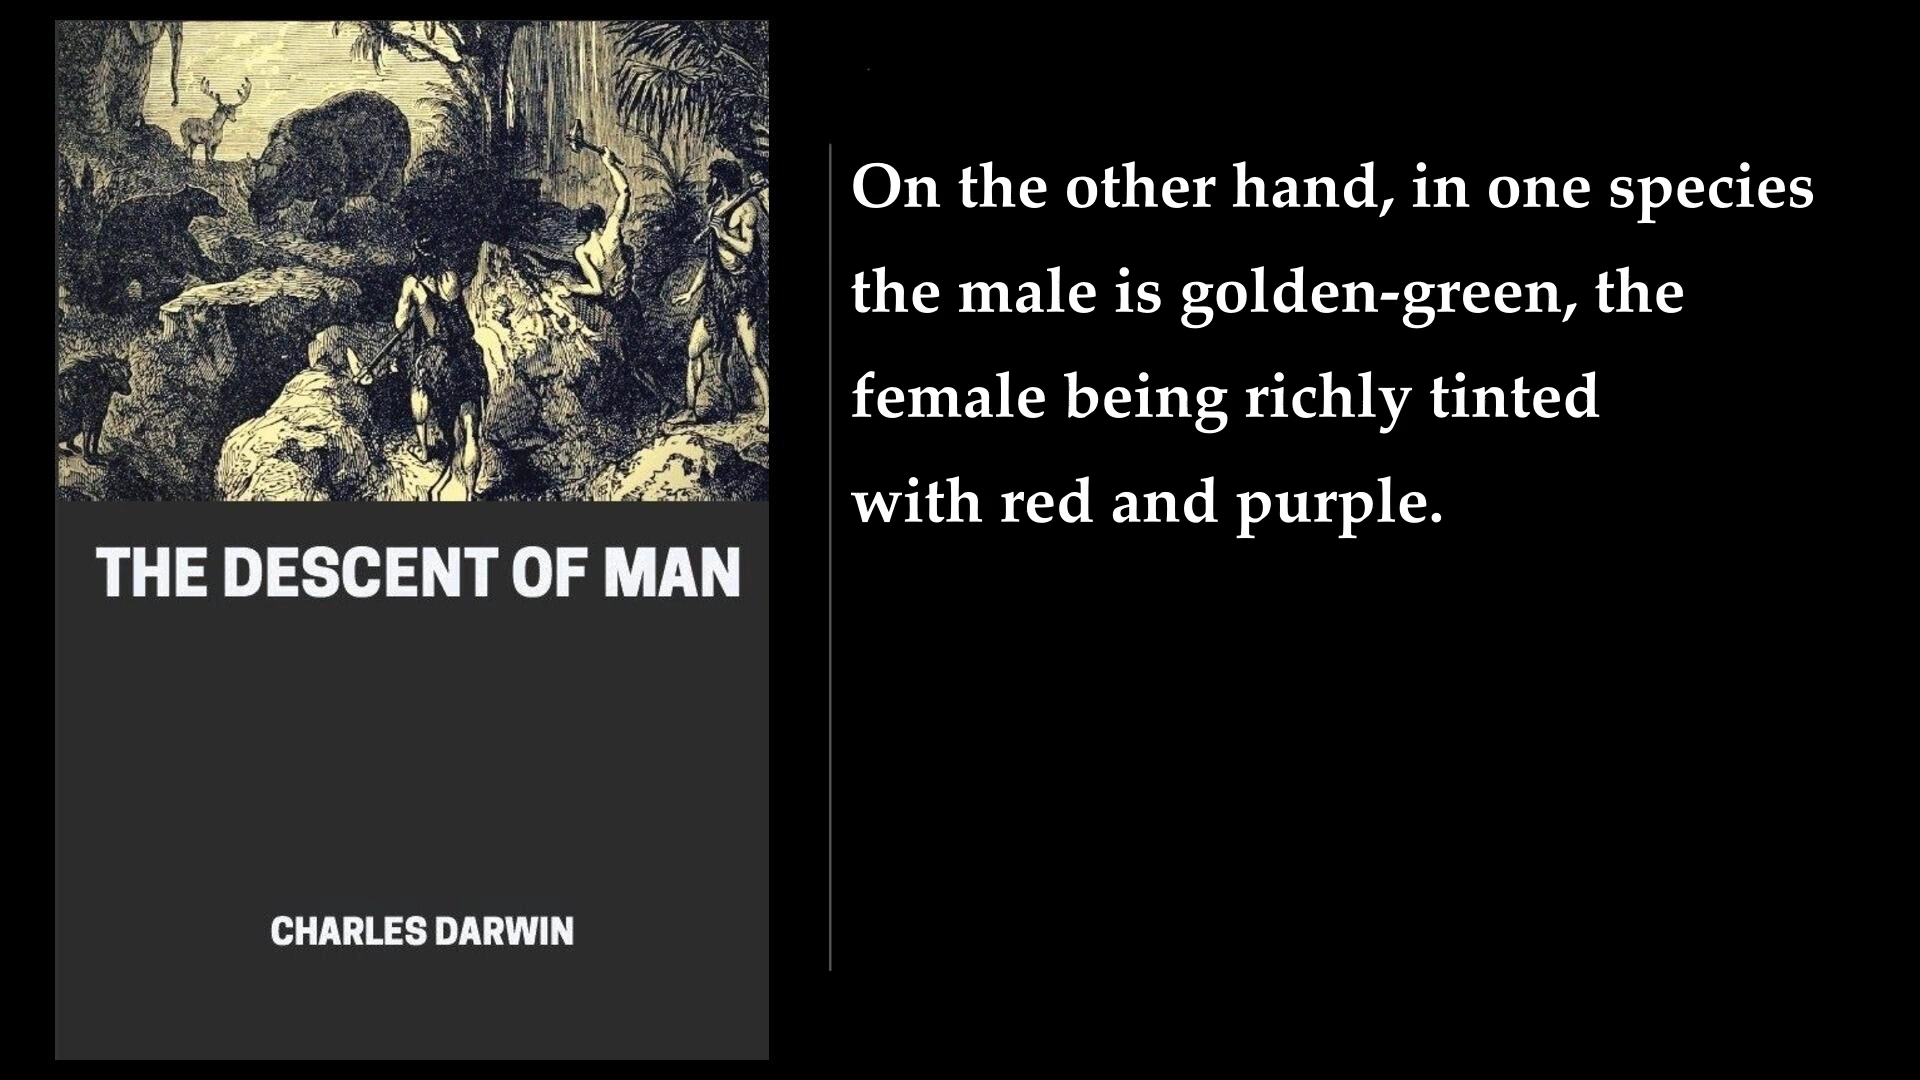 THE DESCENT OF MAN
CHARLES DARWIN
On the other hand, in one species
the male is golden-green, the
female being richly tinted
with red and purple.